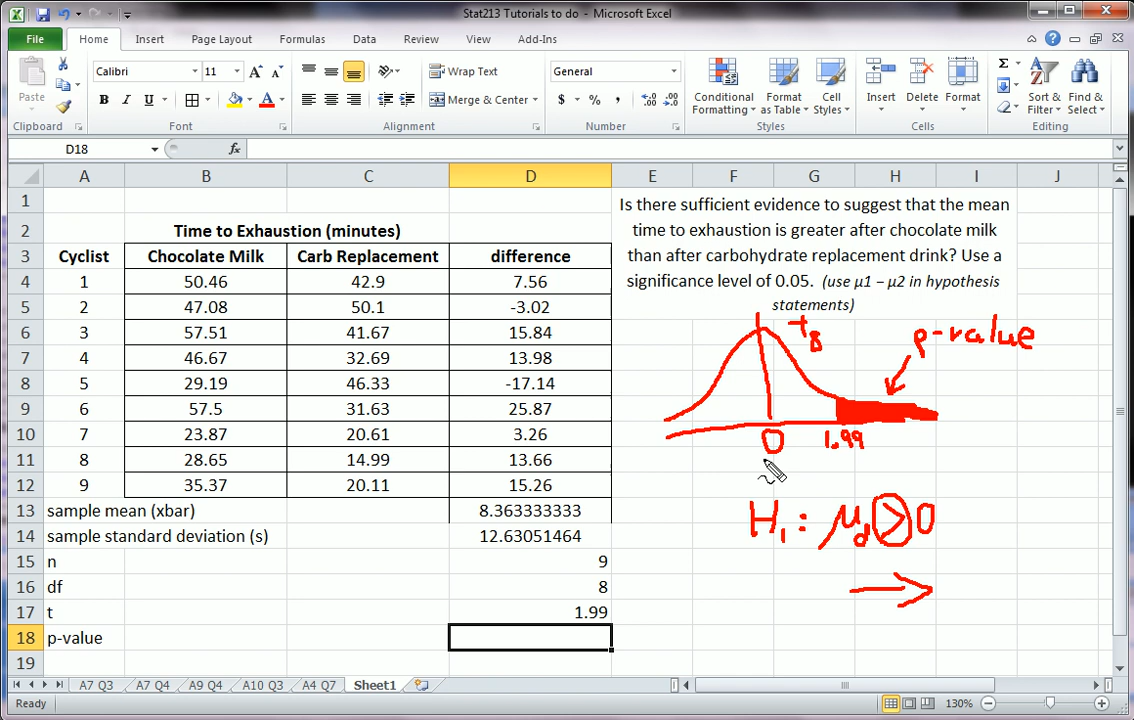 Stat213 Tutorials to do - Microsoft Excel
File Home Insert Page Layout Formulas Data Review View Add-Ins
Paste
Calibri 11
B I U
A A
Wrap Text
Merge & Center
General
$ % ,
Conditional Formatting
Format as Table
Cell Styles
Insert
Delete
Format
Σ
Sort & Filter
Find & Select
Clipboard Font Alignment Number Styles Cells Editing
D18 fx
A B C D E F G H I J
1
2 Time to Exhaustion (minutes)
3 Cyclist Chocolate Milk Carb Replacement difference
4 1 50.46 42.9 7.56
5 2 47.08 50.1 -3.02
6 3 57.51 41.67 15.84
7 4 46.67 32.69 13.98
8 5 29.19 46.33 -17.14
9 6 57.5 31.63 25.87
10 7 23.87 20.61 3.26
11 8 28.65 14.99 13.66
12 9 35.37 20.11 15.26
13 sample mean (xbar) 8.363333333
14 sample standard deviation (s) 12.63051464
15 n 9
16 df 8
17 t 1.99
18 p-value
19
Is there sufficient evidence to suggest that the mean
time to exhaustion is greater after chocolate milk
than after carbohydrate replacement drink? Use a
significance level of 0.05. (use μ1 – μ2 in hypothesis
statements)
t8
p-value
0 1.99
H1: μd > 0
A7 Q3 A7 Q4 A9 Q4 A10 Q3 A4 Q7 Sheet1
Ready 130%